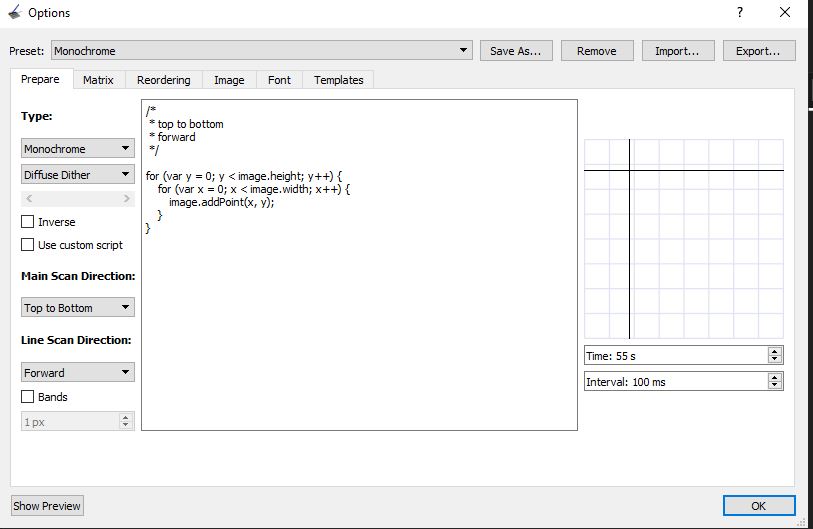 Options
?
Preset: Monochrome Save As... Remove Import... Export...
Prepare Matrix Reordering Image Font Templates
Type:
Monochrome
Diffuse Dither
Inverse
Use custom script
Main Scan Direction:
Top to Bottom
Line Scan Direction:
Forward
Bands
1 px
/*
* top to bottom
* forward
*/
for (var y = 0; y < image.height; y++) {
for (var x = 0; x < image.width; x++) {
image.addPoint(x, y);
}
}
Time: 55 s
Interval: 100 ms
Show Preview
OK